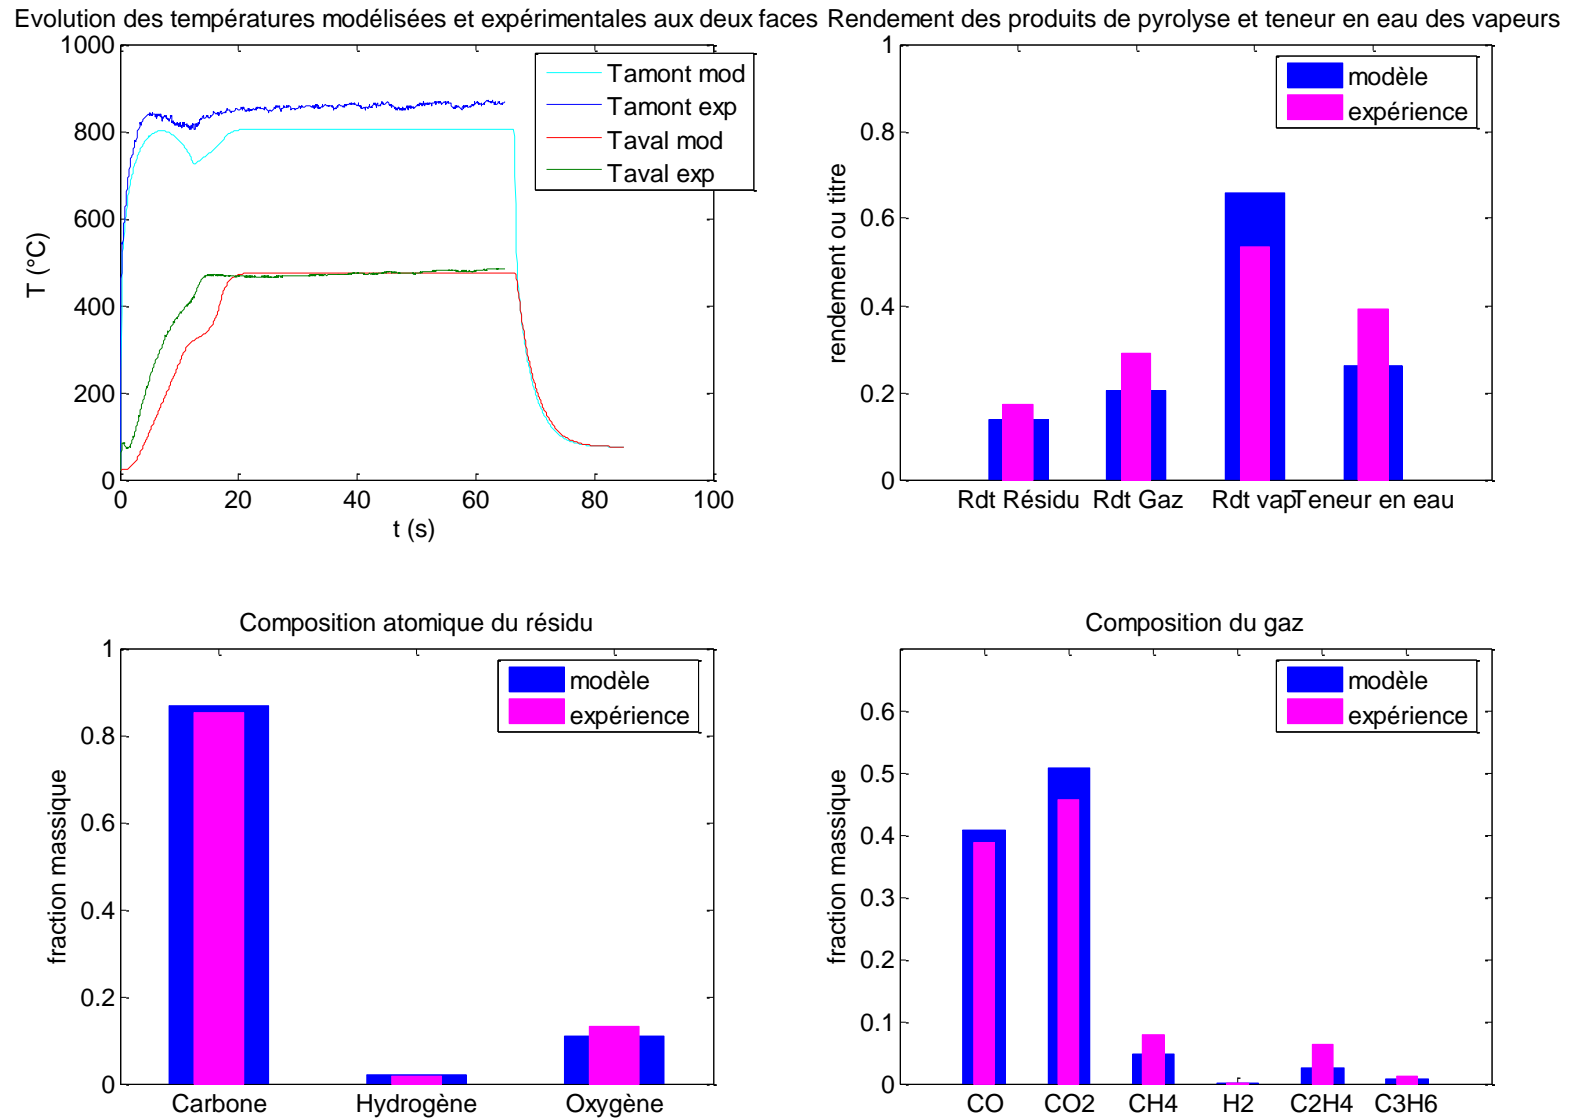 Evolution des températures modélisées et expérimentales aux deux faces
1000
800
600
400
200
0
T (°C)
Tamont mod
Tamont exp
Taval mod
Taval exp
0 20 40 60 80 100
t (s)
Rendement des produits de pyrolyse et teneur en eau des vapeurs
1
0.8
0.6
0.4
0.2
0
rendement ou titre
modèle
expérience
Rdt Résidu Rdt Gaz Rdt vap Teneur en eau
Composition atomique du résidu
1
0.8
0.6
0.4
0.2
0
fraction massique
modèle
expérience
Carbone Hydrogène Oxygène
Composition du gaz
0.6
0.5
0.4
0.3
0.2
0.1
0
fraction massique
modèle
expérience
CO CO2 CH4 H2 C2H4 C3H6